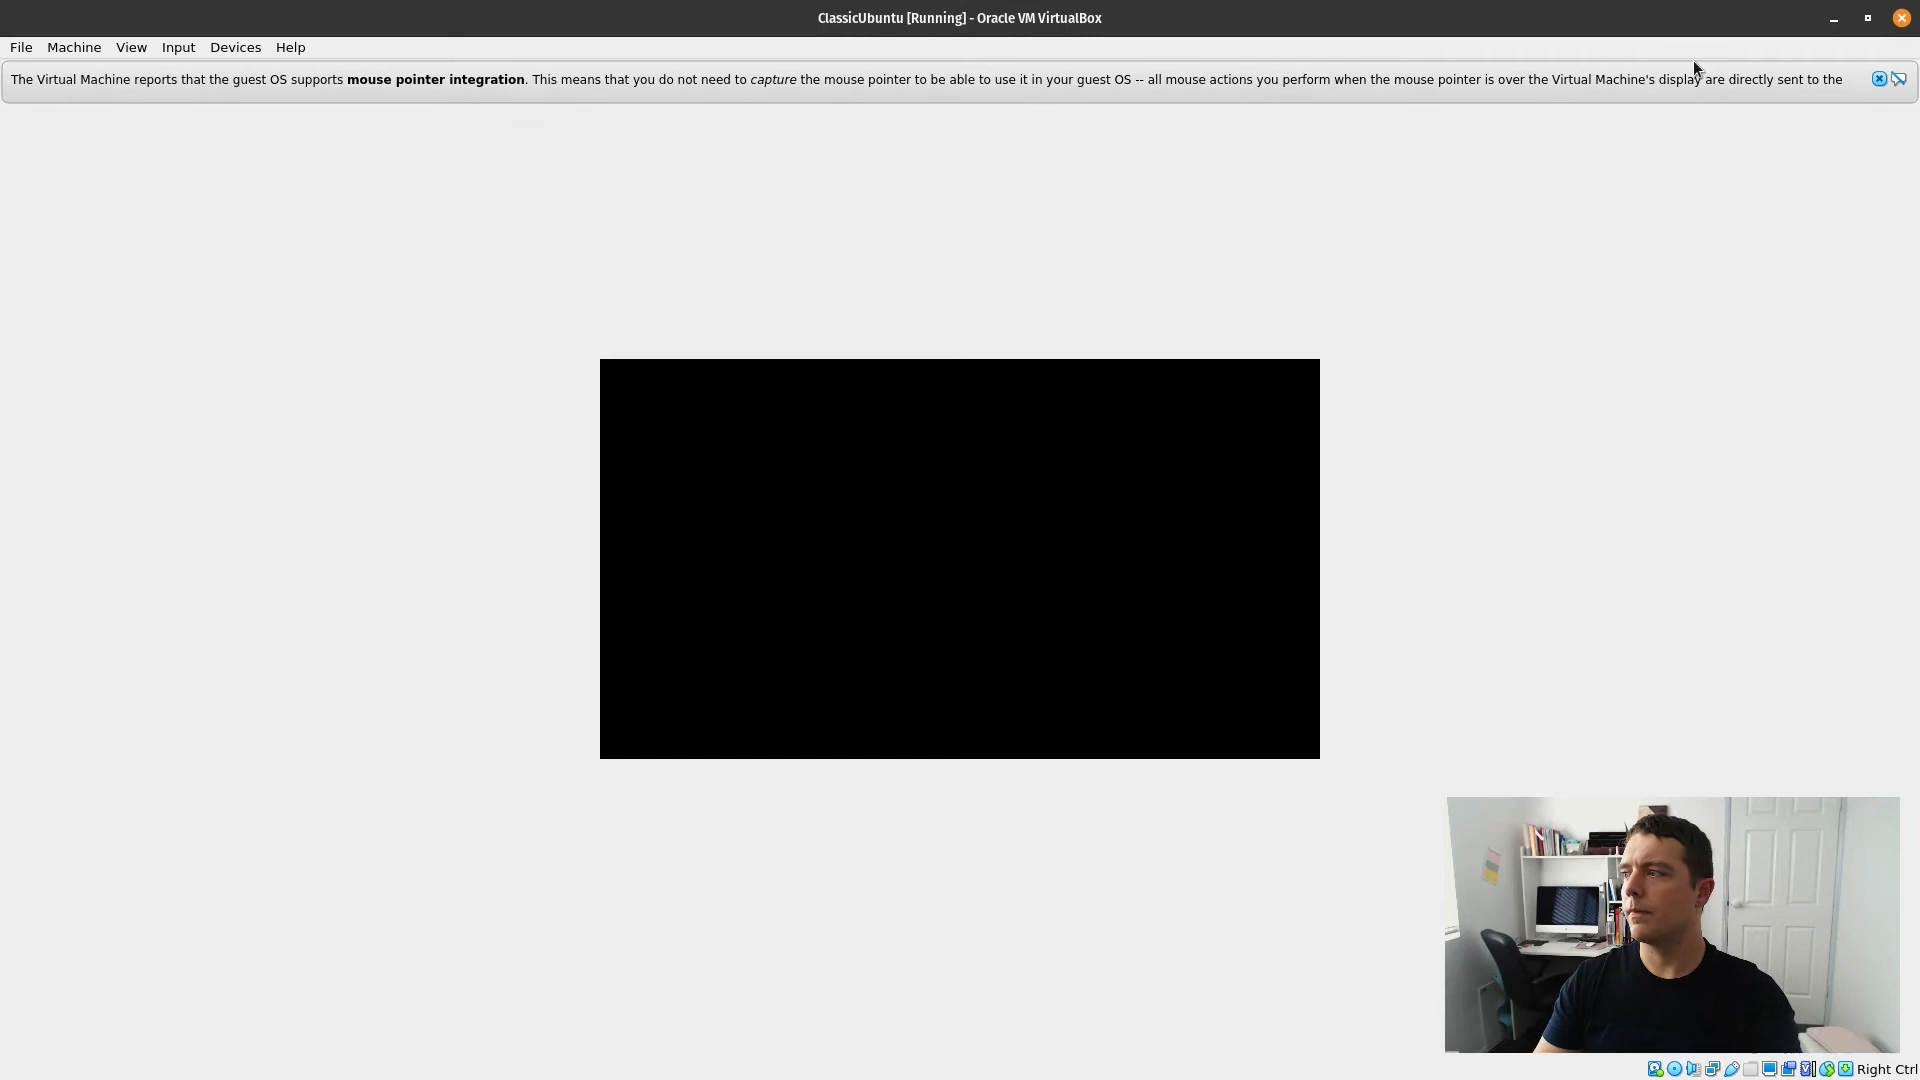 ClassicUbuntu [Running] - Oracle VM VirtualBox
File Machine View Input Devices Help
The Virtual Machine reports that the guest OS supports mouse pointer integration. This means that you do not need to capture the mouse pointer to be able to use it in your guest OS -- all mouse actions you perform when the mouse pointer is over the Virtual Machine's display are directly sent to the
Right Ctrl